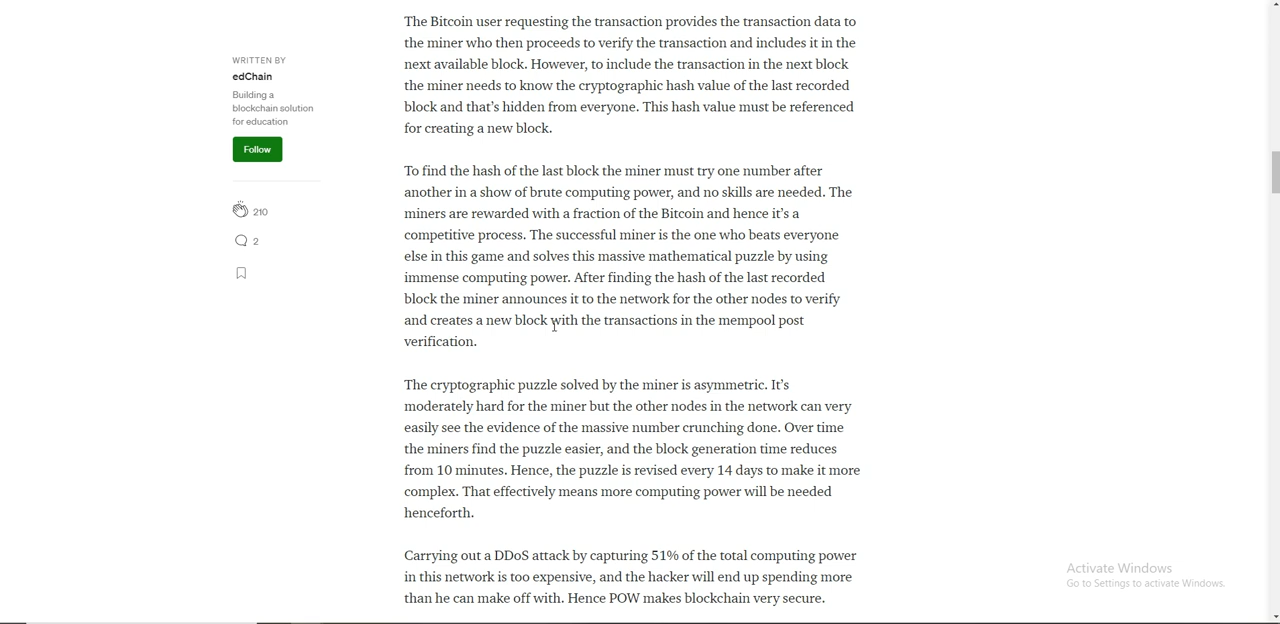 The Bitcoin user requesting the transaction provides the transaction data to
the miner who then proceeds to verify the transaction and includes it in the
next available block. However, to include the transaction in the next block
the miner needs to know the cryptographic hash value of the last recorded
block and that’s hidden from everyone. This hash value must be referenced
for creating a new block.
WRITTEN BY
edChain
Building a
blockchain solution
for education
Follow
210
2
To find the hash of the last block the miner must try one number after
another in a show of brute computing power, and no skills are needed. The
miners are rewarded with a fraction of the Bitcoin and hence it’s a
competitive process. The successful miner is the one who beats everyone
else in this game and solves this massive mathematical puzzle by using
immense computing power. After finding the hash of the last recorded
block the miner announces it to the network for the other nodes to verify
and creates a new block with the transactions in the mempool post
verification.
The cryptographic puzzle solved by the miner is asymmetric. It’s
moderately hard for the miner but the other nodes in the network can very
easily see the evidence of the massive number crunching done. Over time
the miners find the puzzle easier, and the block generation time reduces
from 10 minutes. Hence, the puzzle is revised every 14 days to make it more
complex. That effectively means more computing power will be needed
henceforth.
Carrying out a DDoS attack by capturing 51% of the total computing power
in this network is too expensive, and the hacker will end up spending more
than he can make off with. Hence POW makes blockchain very secure.
Activate Windows
Go to Settings to activate Windows.